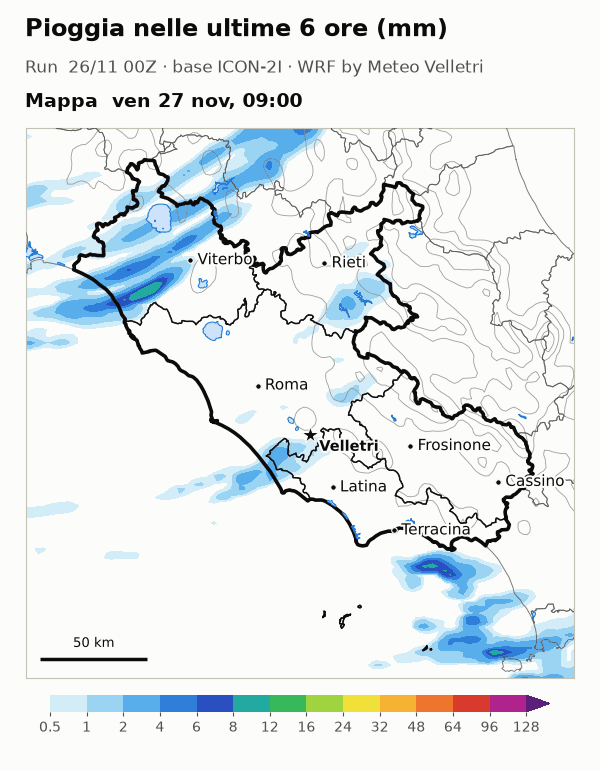 Pioggia nelle ultime 6 ore (mm)
Run  26/11 00Z · base ICON-2I · WRF by Meteo Velletri
Mappa  ven 27 nov, 09:00
Viterbo
Rieti
Roma
Velletri
Frosinone
Latina
Cassino
Terracina
50 km
0.5 1 2 4 6 8 12 16 24 32 48 64 96 128